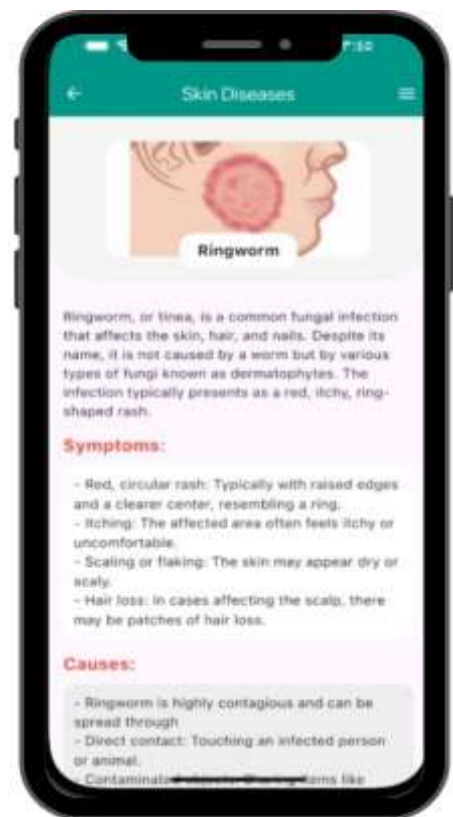 Skin Diseases
Ringworm
Ringworm, or tinea, is a common fungal infection
that affects the skin, hair, and nails. Despite its
name, it is not caused by a worm but by various
types of fungi known as dermatophytes. The
infection typically presents as a red, itchy, ring-
shaped rash.
Symptoms:
- Red, circular rash: Typically with raised edges
and a clearer center, resembling a ring.
- Itching: The affected area often feels itchy or
uncomfortable.
- Scaling or flaking: The skin may appear dry or
scaly.
- Hair loss: In cases affecting the scalp, there
may be patches of hair loss.
Causes:
- Ringworm is highly contagious and can be
spread through
- Direct contact: Touching an infected person
or animal.
- Contaminated objects: Sharing items like